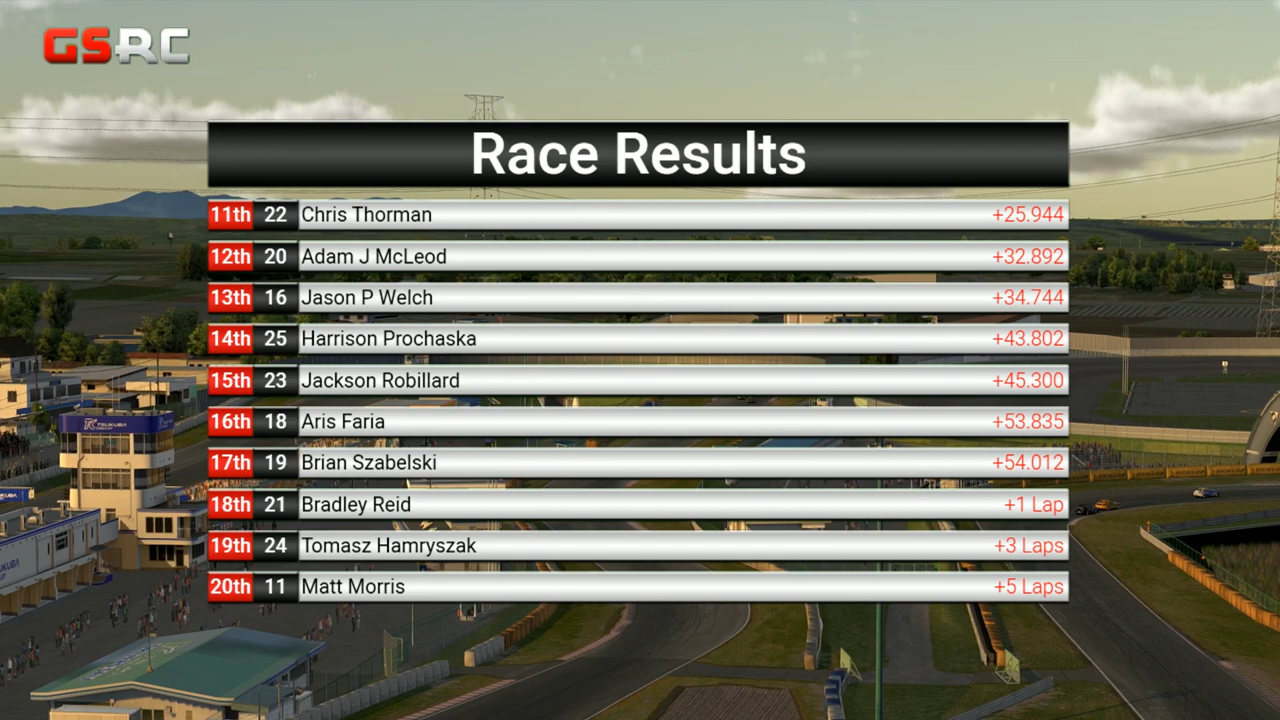 GSRC
Race Results
11th 22 Chris Thorman +25.944
12th 20 Adam J McLeod +32.892
13th 16 Jason P Welch +34.744
14th 25 Harrison Prochaska +43.802
15th 23 Jackson Robillard +45.300
16th 18 Aris Faria +53.835
TSUKUBA
17th 19 Brian Szabelski +54.012
18th 21 Bradley Reid +1 Lap
19th 24 Tomasz Hamryszak +3 Laps
20th 11 Matt Morris +5 Laps